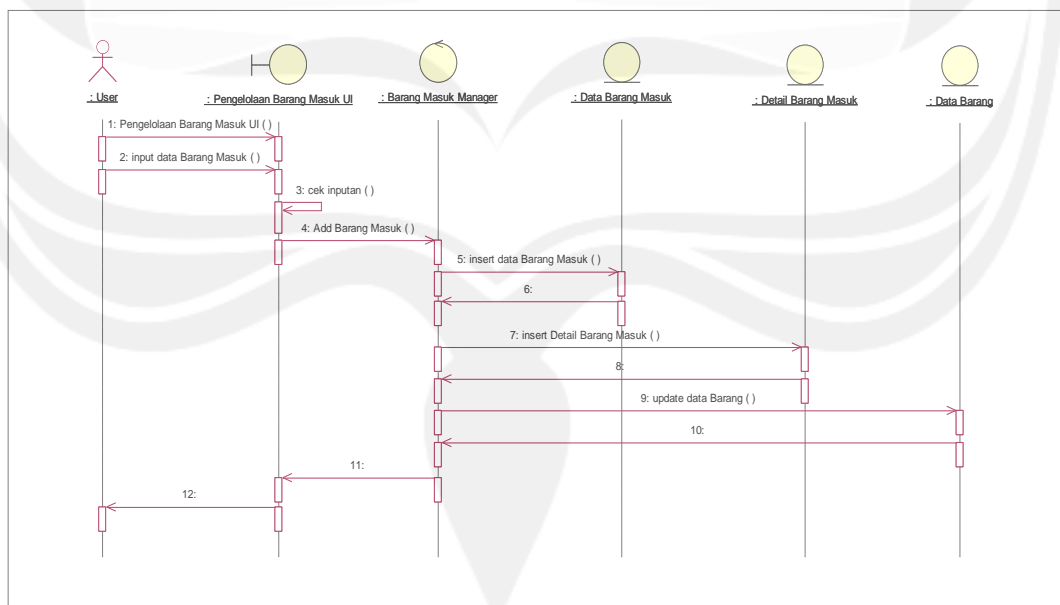 : User
: Pengelolaan Barang Masuk UI
: Barang Masuk Manager
: Data Barang Masuk
: Detail Barang Masuk
: Data Barang
1: Pengelolaan Barang Masuk UI ( )
2: input data Barang Masuk ( )
3: cek inputan ( )
4: Add Barang Masuk ( )
5: insert data Barang Masuk ( )
6:
7: insert Detail Barang Masuk ( )
8:
9: update data Barang ( )
10:
11:
12: